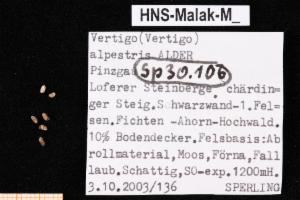 HNS-Malak-M_
Vertigo(Vertigo)
alpestris ALDER
Pinzga
Sp30.106
Loferer Steinberge chärdin=
ger Steig.S hwarzwand-1.Fel=
sen.Fichten -Ahorn-Hochwald.
10% Bodendecker.Felsbasis:Ab
rollmaterial,Moos,Förna,Fall
laub.Schattig,SO-exp.1200mH.
3.10.2003/136 SPERLING